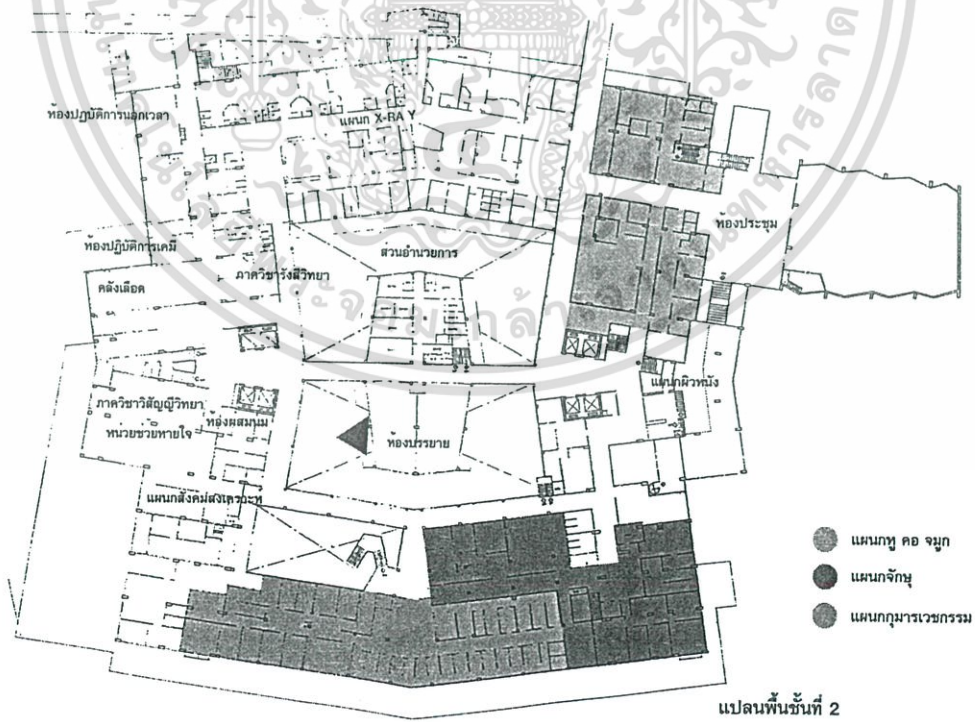 ห้องปฏิบัติการนอกเวลา
แผนก X-RA Y
ห้องประชุม
ห้องปฏิบัติการเคมี
ส่วนอำนวยการ
ภาควิชารังสีวิทยา
คลังเลือด
แผนกผิวหนัง
ภาควิชาวิสัญญีวิทยา
ห้องผสมนม
หน่วยช่วยหายใจ
ห้องบรรยาย
แผนกสังคมสงเคราะห์
แผนกหู คอ จมูก
แผนกจักษุ
แผนกกุมารเวชกรรม
แปลนพื้นชั้นที่ 2